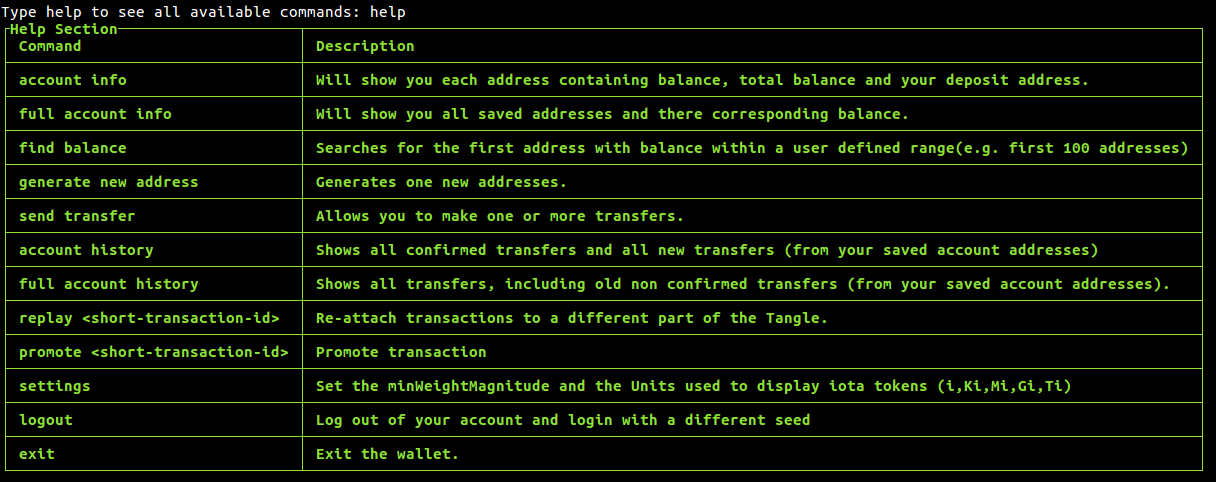 Type help to see all available commands: help
Help Section
Command Description
account info Will show you each address containing balance, total balance and your deposit address.
full account info Will show you all saved addresses and there corresponding balance.
find balance Searches for the first address with balance within a user defined range(e.g. first 100 addresses)
generate new address Generates one new addresses.
send transfer Allows you to make one or more transfers.
account history Shows all confirmed transfers and all new transfers (from your saved account addresses)
full account history Shows all transfers, including old non confirmed transfers (from your saved account addresses).
replay <short-transaction-id> Re-attach transactions to a different part of the Tangle.
promote <short-transaction-id> Promote transaction
settings Set the minWeightMagnitude and the Units used to display iota tokens (i,Ki,Mi,Gi,Ti)
logout Log out of your account and login with a different seed
exit Exit the wallet.